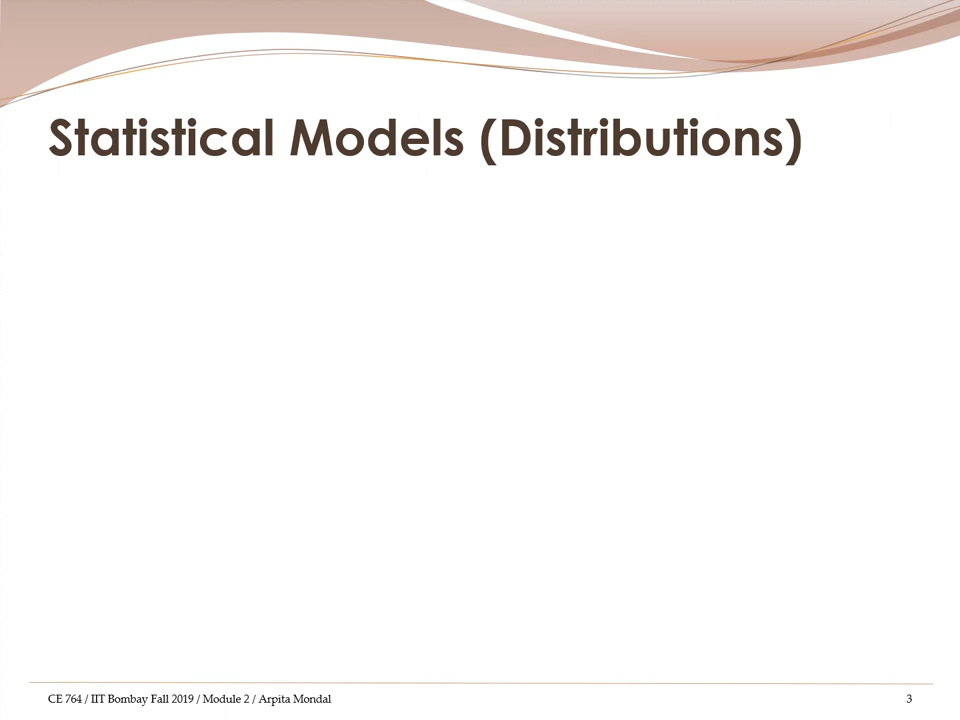 Statistical Models (Distributions)
CE 764 / IIT Bombay Fall 2019 / Module 2 / Arpita Mondal
3